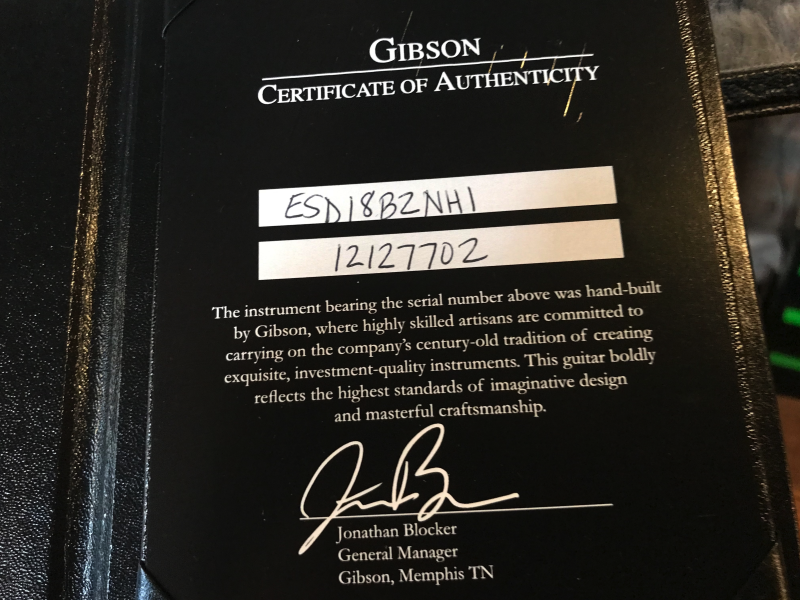 GIBSON
CERTIFICATE OF AUTHENTICITY
ESD18B2NH1
12127702
The instrument bearing the serial number above was hand-built
by Gibson, where highly skilled artisans are committed to
carrying on the company's century-old tradition of creating
exquisite, investment-quality instruments. This guitar boldly
reflects the highest standards of imaginative design
and masterful craftsmanship.
Jonathan Blocker
General Manager
Gibson, Memphis TN